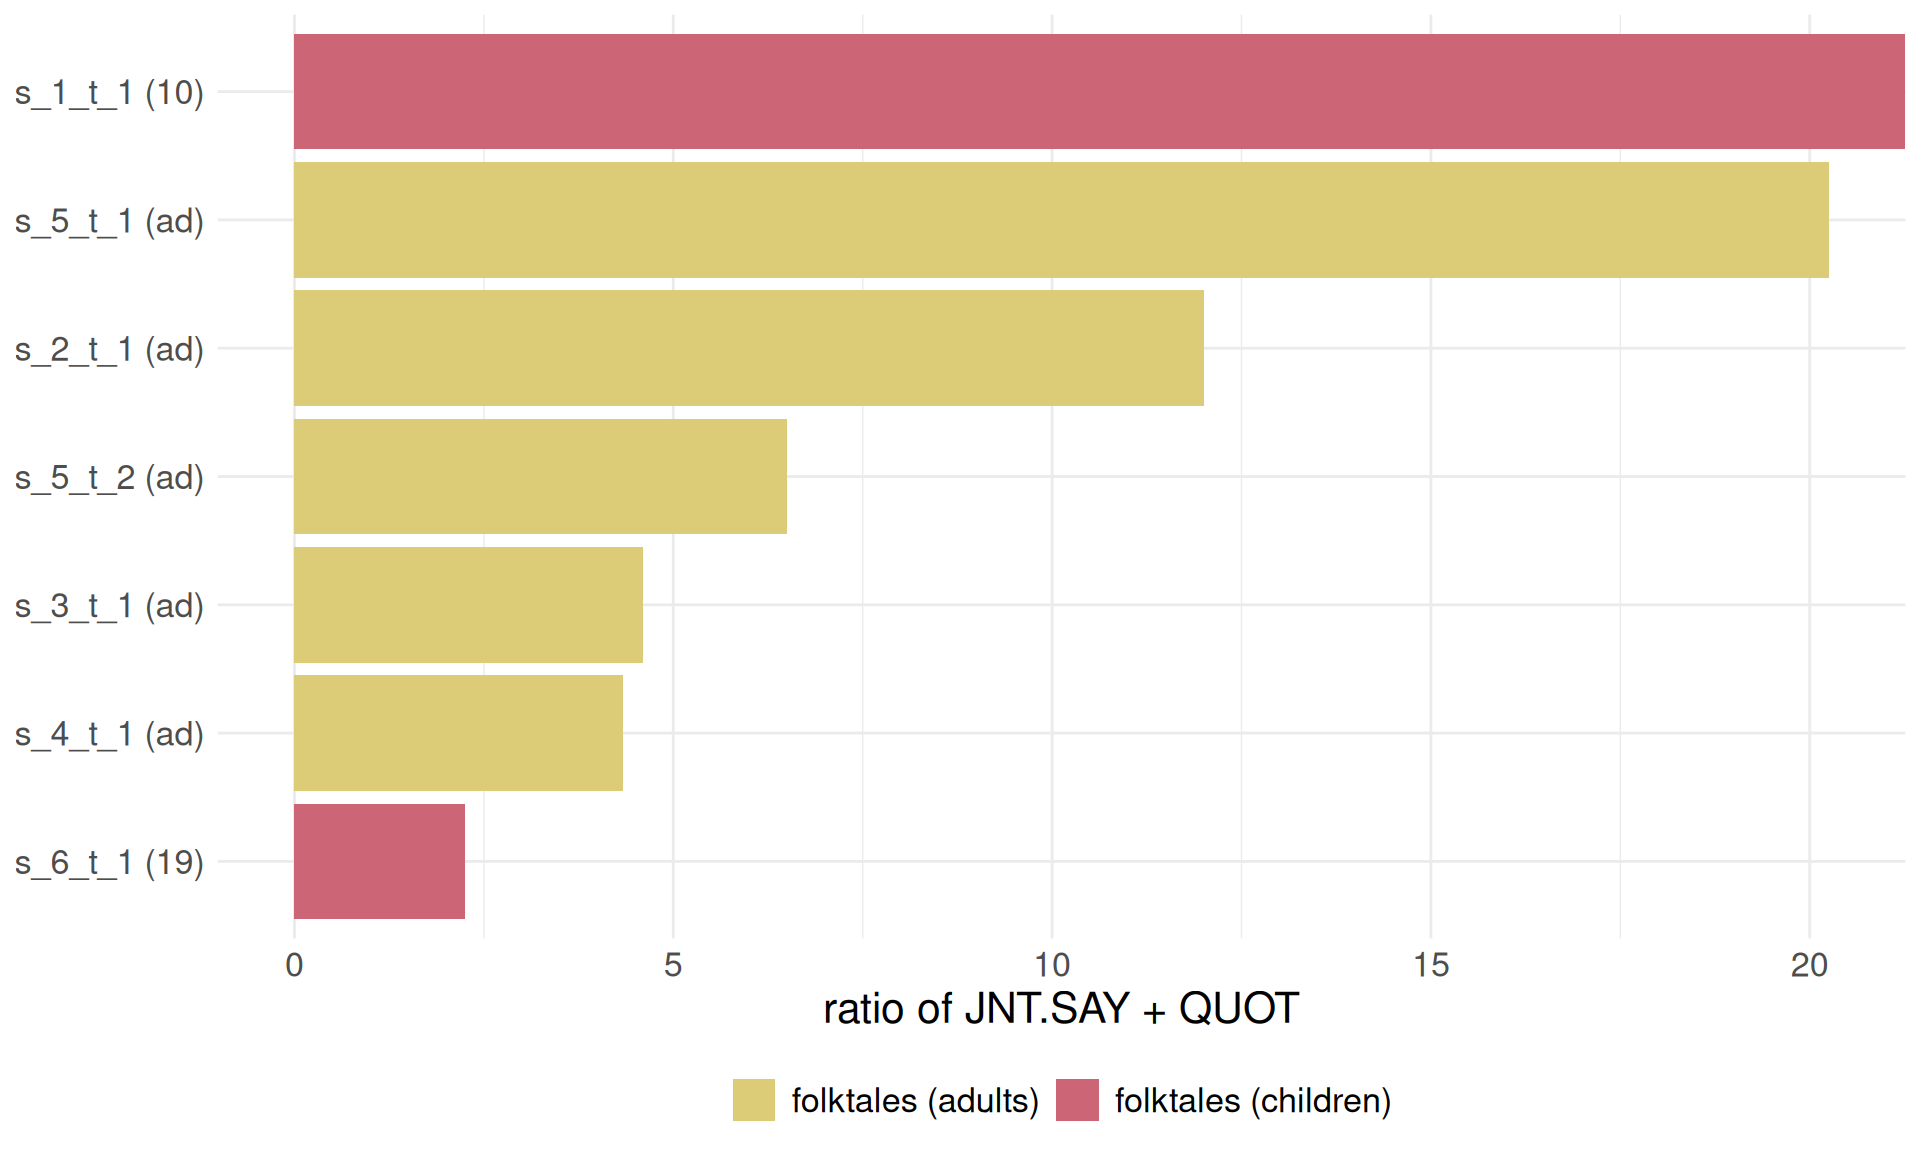 s_1_t_1 (10)
s_5_t_1 (ad)
s_2_t_1 (ad)
s_5_t_2 (ad)
s_3_t_1 (ad)
s_4_t_1 (ad)
s_6_t_1 (19)
0 5 10 15 20
ratio of JNT.SAY + QUOT
folktales (adults) folktales (children)